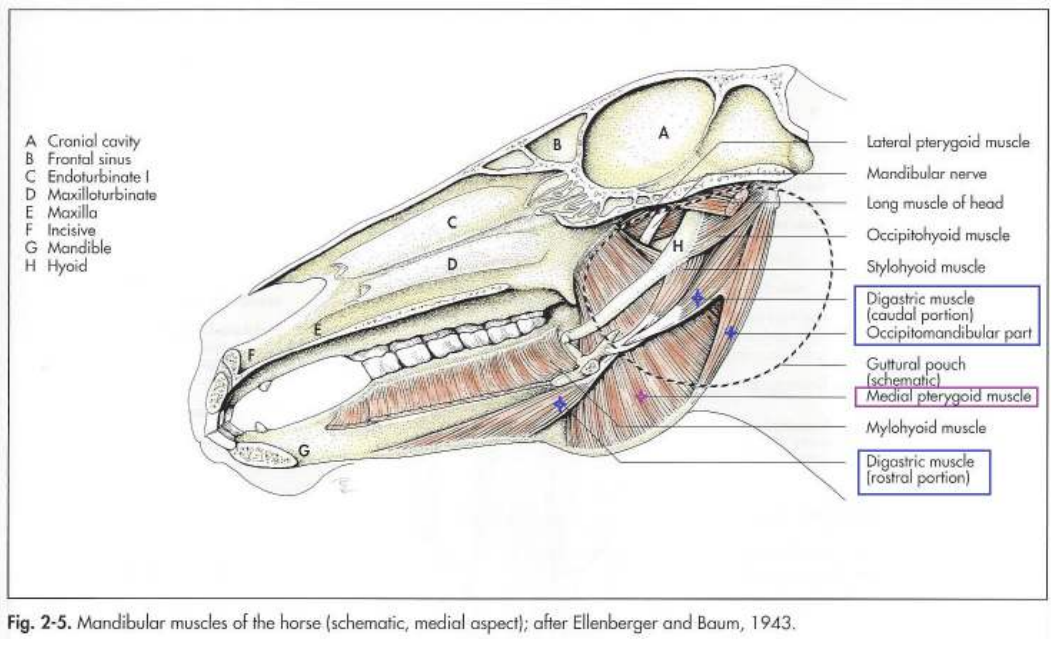 A Cranial cavity
B Frontal sinus
C Endoturbinate I
D Maxilloturbinate
E Maxilla
F Incisive
G Mandible
H Hyoid
A
B
C
D
E
F
G
H
Lateral pterygoid muscle
Mandibular nerve
Long muscle of head
Occipitohyoid muscle
Stylohyoid muscle
Digastric muscle
(caudal portion)
Occipitomandibular part
Guttural pouch
(schematic)
Medial pterygoid muscle
Mylohyoid muscle
Digastric muscle
(rostral portion)
Fig. 2-5. Mandibular muscles of the horse (schematic, medial aspect); after Ellenberger and Baum, 1943.